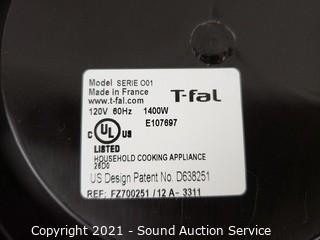 Model SERIE O01
Made in France
www.t-fal.com
T-fal
120V 60Hz 1400W
E107697
C UL US
LISTED
HOUSEHOLD COOKING APPLIANCE
26D0
US Design Patent No. D638251
REF: FZ700251 / 12 A - 3311
Copyright 2021 - Sound Auction Service